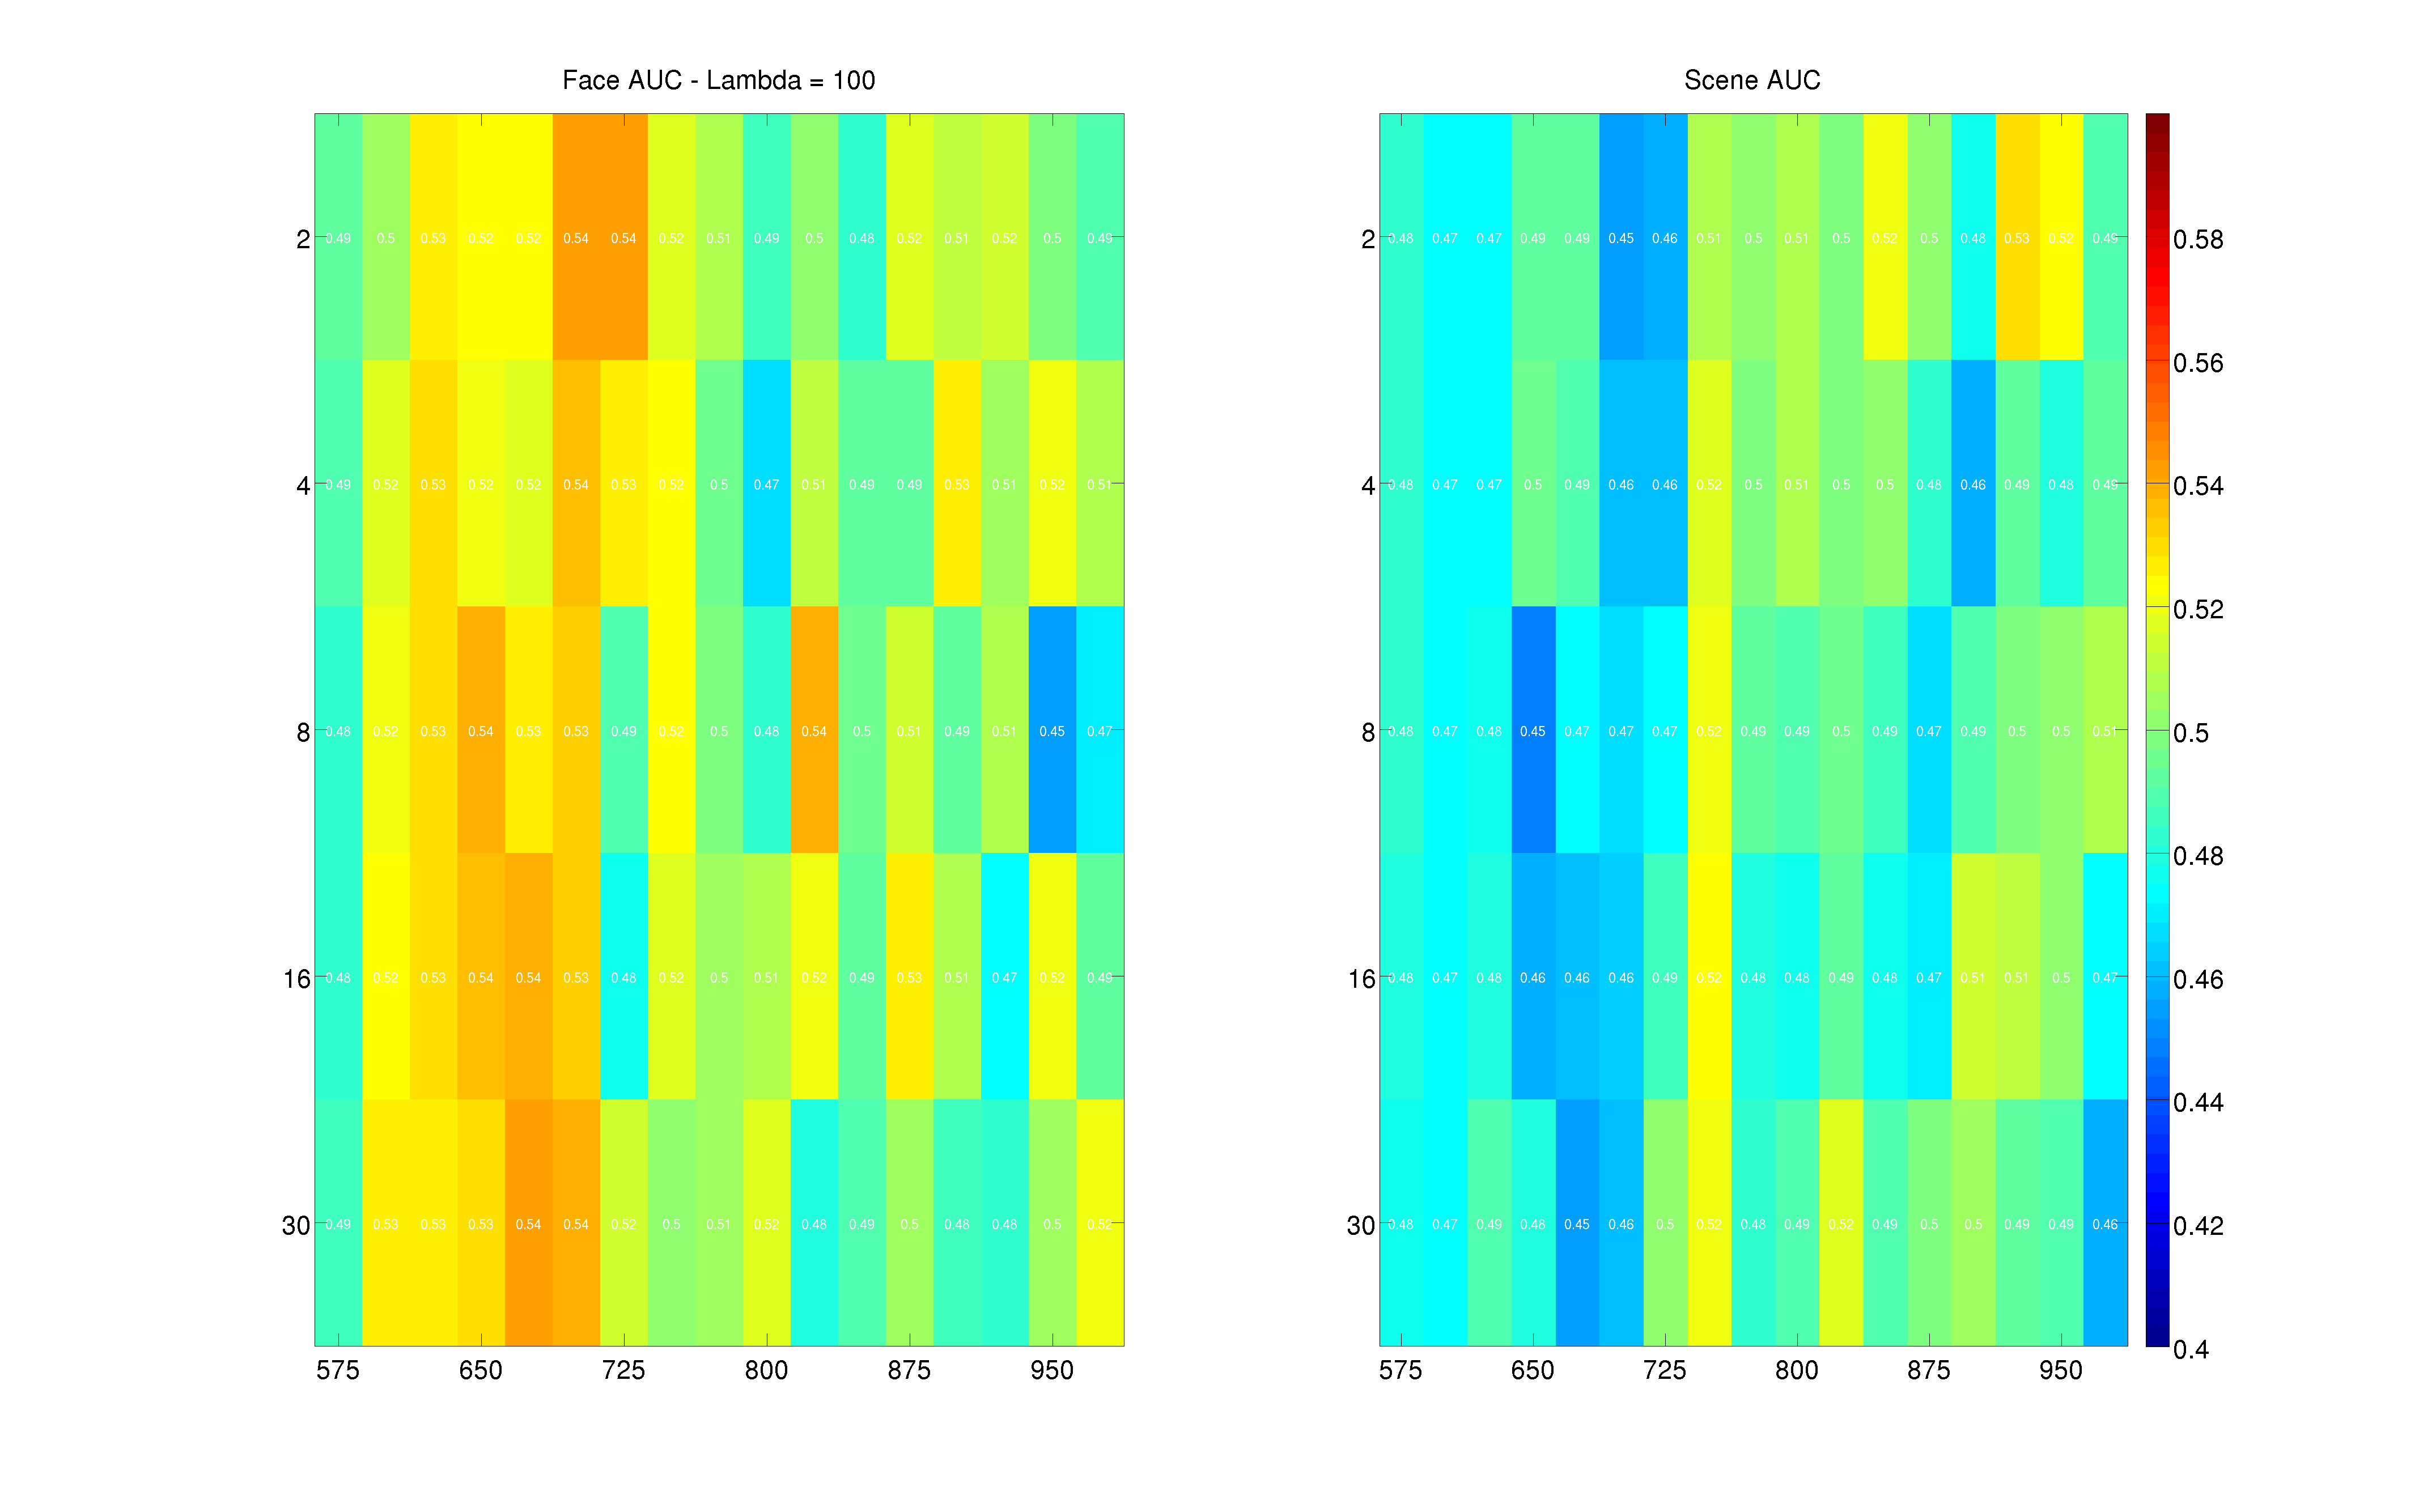 Face AUC - Lambda = 100
Scene AUC
2 0.49 0.5 0.53 0.52 0.52 0.54 0.54 0.52 0.51 0.49 0.5 0.48 0.52 0.51 0.52 0.5 0.49
4 0.49 0.52 0.53 0.52 0.52 0.54 0.53 0.52 0.5 0.47 0.51 0.49 0.49 0.53 0.51 0.52 0.51
8 0.48 0.52 0.53 0.54 0.53 0.53 0.49 0.52 0.5 0.48 0.54 0.5 0.51 0.49 0.51 0.45 0.47
16 0.48 0.52 0.53 0.54 0.54 0.53 0.48 0.52 0.5 0.51 0.52 0.49 0.53 0.51 0.47 0.52 0.49
30 0.49 0.53 0.53 0.53 0.54 0.54 0.52 0.5 0.51 0.52 0.48 0.49 0.5 0.48 0.48 0.5 0.52
575 650 725 800 875 950
2 0.48 0.47 0.47 0.49 0.49 0.45 0.46 0.51 0.5 0.51 0.5 0.52 0.5 0.48 0.53 0.52 0.49
4 0.48 0.47 0.47 0.5 0.49 0.46 0.46 0.52 0.5 0.51 0.5 0.5 0.48 0.46 0.49 0.48 0.49
8 0.48 0.47 0.48 0.45 0.47 0.47 0.47 0.52 0.49 0.49 0.5 0.49 0.47 0.49 0.5 0.5 0.51
16 0.48 0.47 0.48 0.46 0.46 0.46 0.49 0.52 0.48 0.48 0.49 0.48 0.47 0.51 0.51 0.5 0.47
30 0.48 0.47 0.49 0.48 0.45 0.46 0.5 0.52 0.48 0.49 0.52 0.49 0.5 0.5 0.49 0.49 0.46
575 650 725 800 875 950
0.58
0.56
0.54
0.52
0.5
0.48
0.46
0.44
0.42
0.4